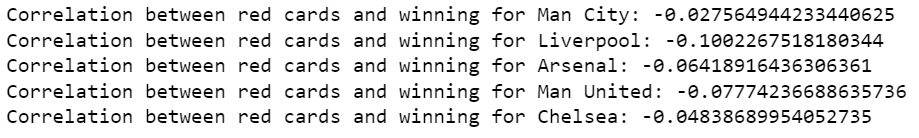 Correlation between red cards and winning for Man City: -0.027564944233440625
Correlation between red cards and winning for Liverpool: -0.1002267518180344
Correlation between red cards and winning for Arsenal: -0.06418916436306361
Correlation between red cards and winning for Man United: -0.07774236688635736
Correlation between red cards and winning for Chelsea: -0.04838689954052735